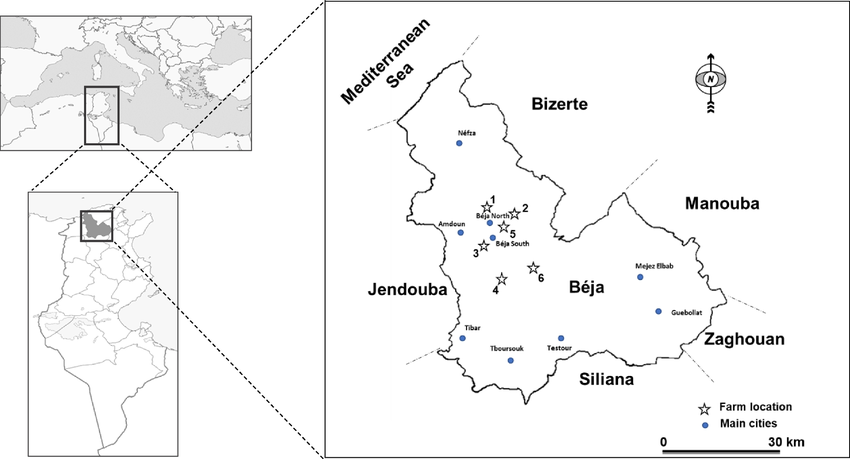 Mediterranean
Sea
Bizerte
N
Néfza
Manouba
1
2
Béja North
Amdoun
5
Béja South
3
Mejez Elbab
6
4
Jendouba
Béja
Guebollat
Tibar
Zaghouan
Tboursouk
Testour
Siliana
Farm location
Main cities
0
30 km